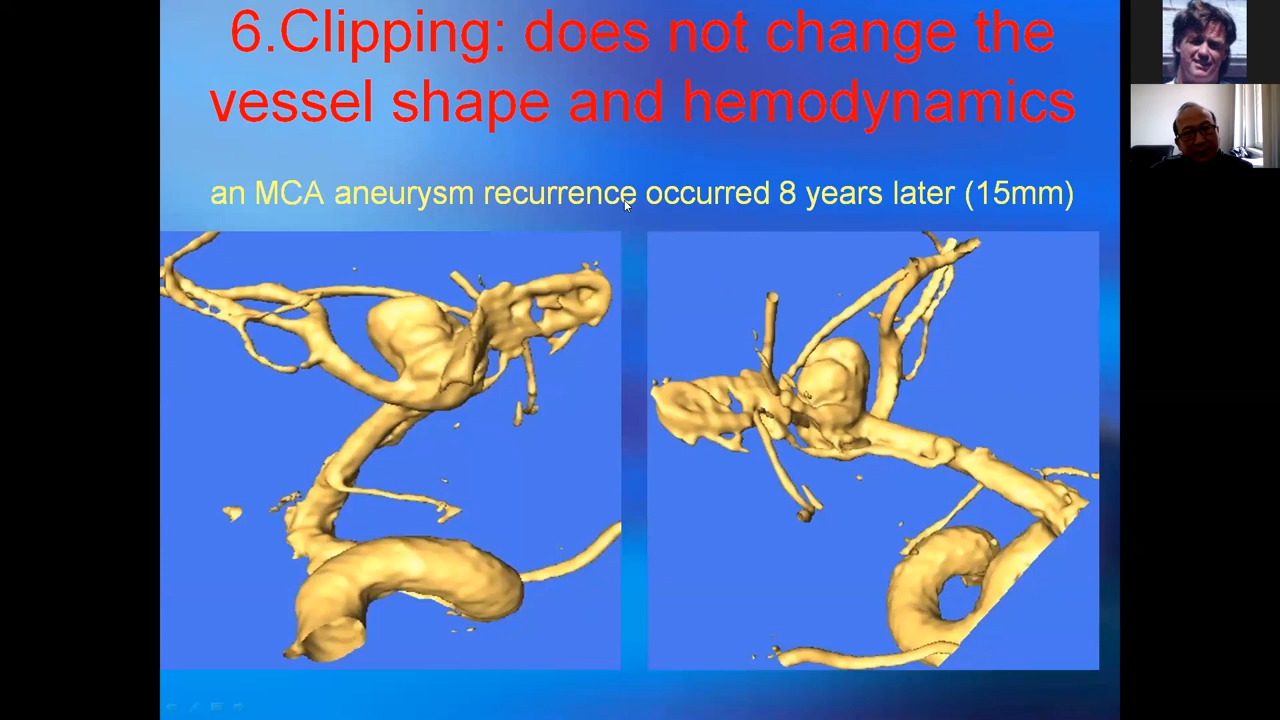 6.Clipping: does not change the
vessel shape and hemodynamics
an MCA aneurysm recurrence occurred 8 years later (15mm)